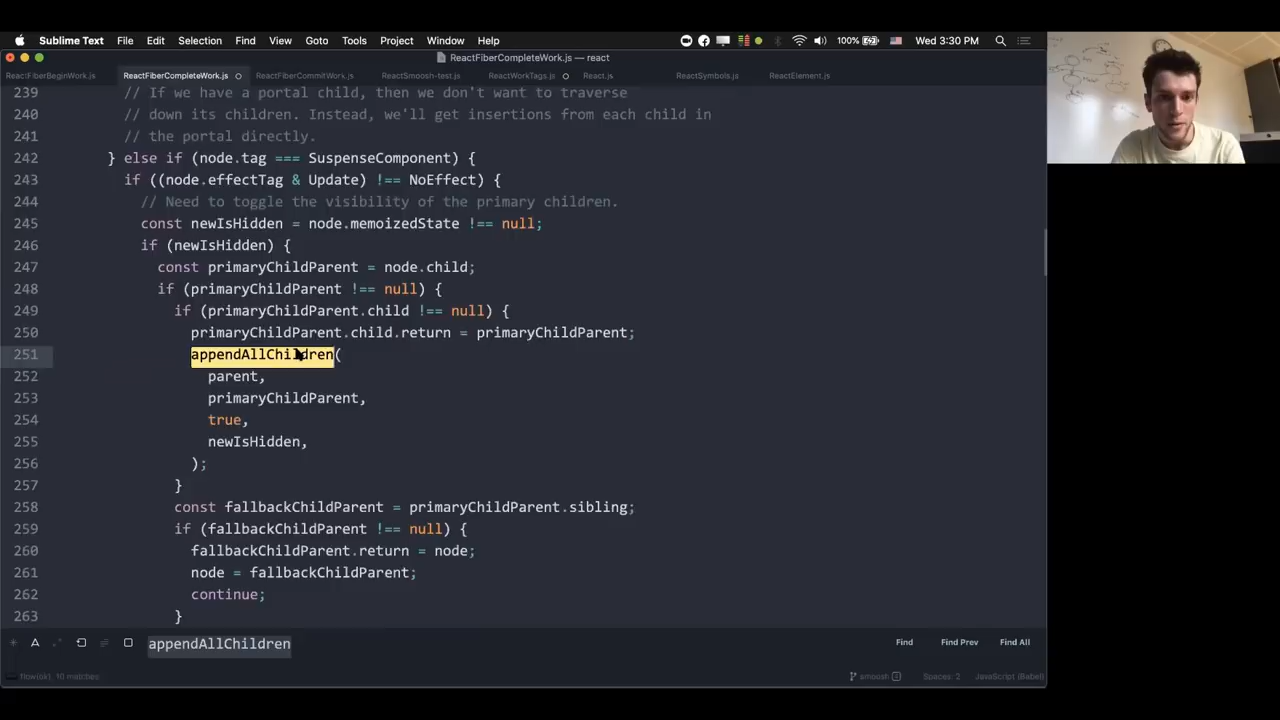 Sublime Text File Edit Selection Find View Goto Tools Project Window Help 100% Wed 3:30 PM
ReactFiberCompleteWork.js — react
ReactFiberBeginWork.js ReactFiberCompleteWork.js ReactFiberCommitWork.js ReactSmoosh-test.js ReactWorkTags.js React.js ReactSymbols.js ReactElement.js
239 // If we have a portal child, then we don't want to traverse
240 // down its children. Instead, we'll get insertions from each child in
241 // the portal directly.
242 } else if (node.tag === SuspenseComponent) {
243 if ((node.effectTag & Update) !== NoEffect) {
244 // Need to toggle the visibility of the primary children.
245 const newIsHidden = node.memoizedState !== null;
246 if (newIsHidden) {
247 const primaryChildParent = node.child;
248 if (primaryChildParent !== null) {
249 if (primaryChildParent.child !== null) {
250 primaryChildParent.child.return = primaryChildParent;
251 appendAllChildren(
252 parent,
253 primaryChildParent,
254 true,
255 newIsHidden,
256 );
257 }
258 const fallbackChildParent = primaryChildParent.sibling;
259 if (fallbackChildParent !== null) {
260 fallbackChildParent.return = node;
261 node = fallbackChildParent;
262 continue;
263 }
appendAllChildren Find Find Prev Find All
flow(ok), 10 matches smoosh Spaces: 2 JavaScript (Babel)